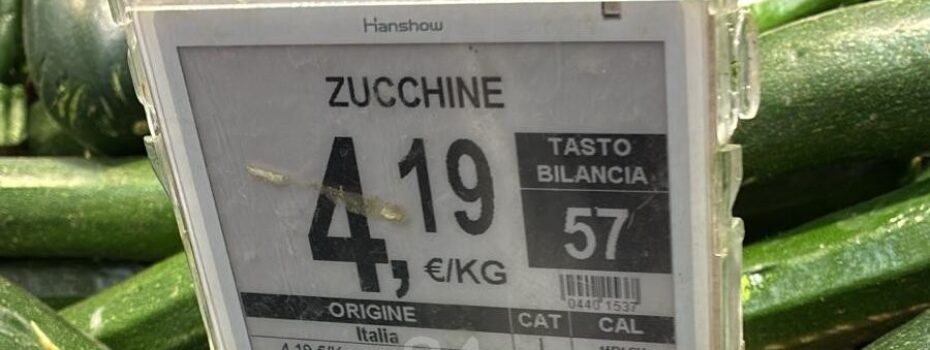 Hanshow
ZUCCHINE
4,19
€/KG
TASTO
BILANCIA
57
0440 1537
ORIGINE CAT CAL
Italia I